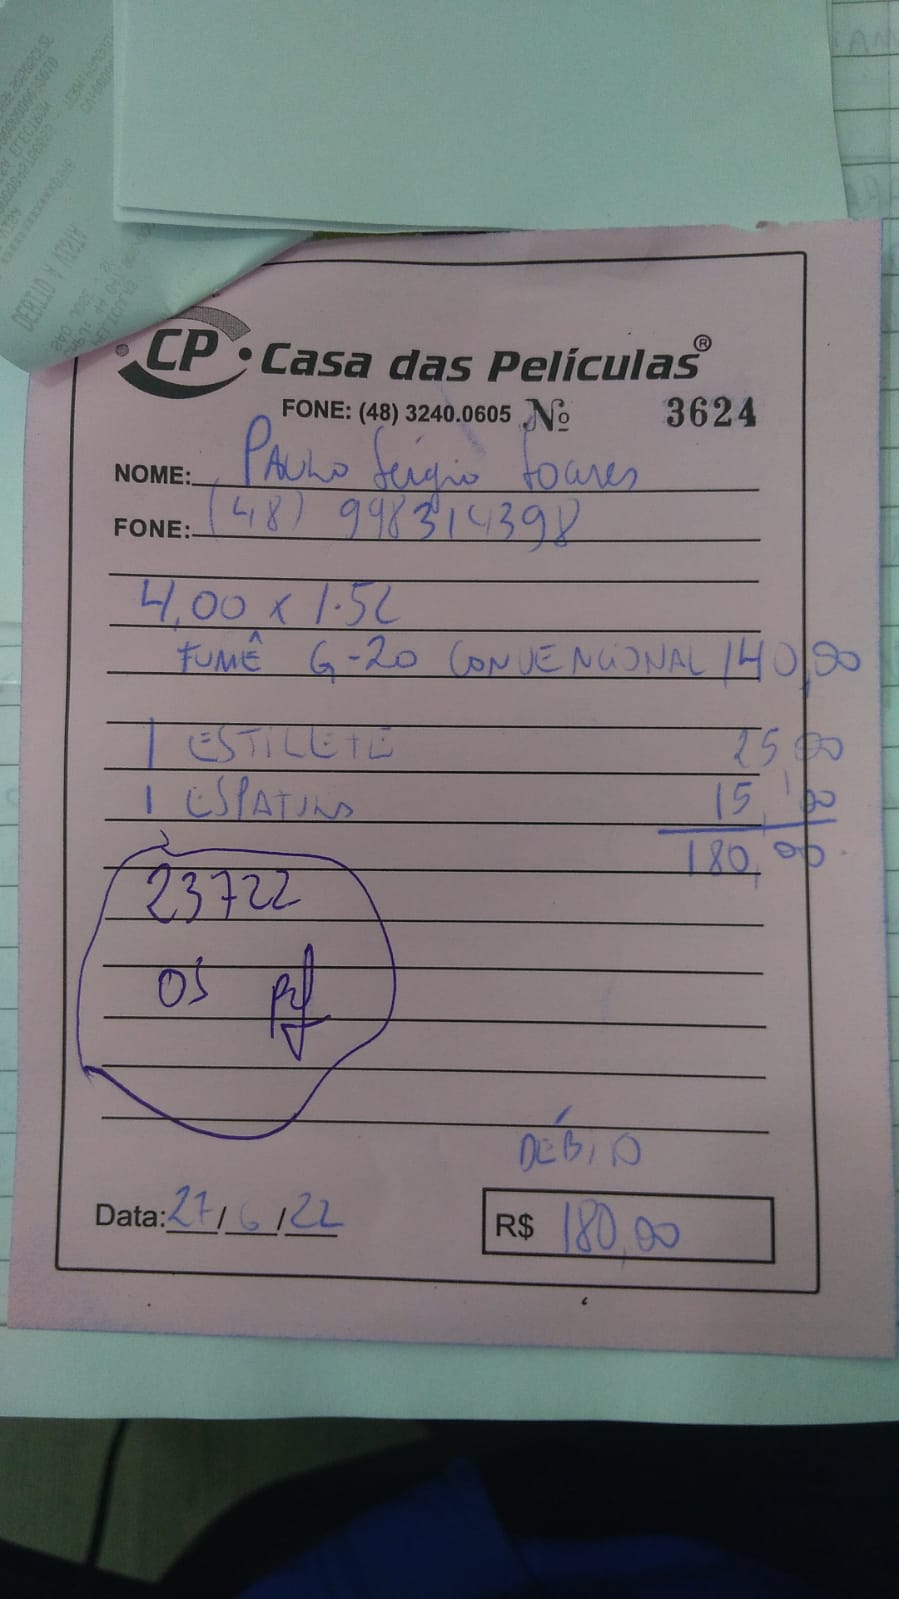 DEBITO A VISTA
CP Casa das Películas®
FONE: (48) 3240.0605 Nº 3624
NOME: Paulo Sérgio Soares
FONE: (48) 998314398
4,00 x 1.52
FUMÊ G-20 CONVENCIONAL 140,00
1 ESTILETE 25,00
1 ESPATULA 15,00
180,00
23722
OS
DÉBITO
Data: 27/6/22 R$ 180,00